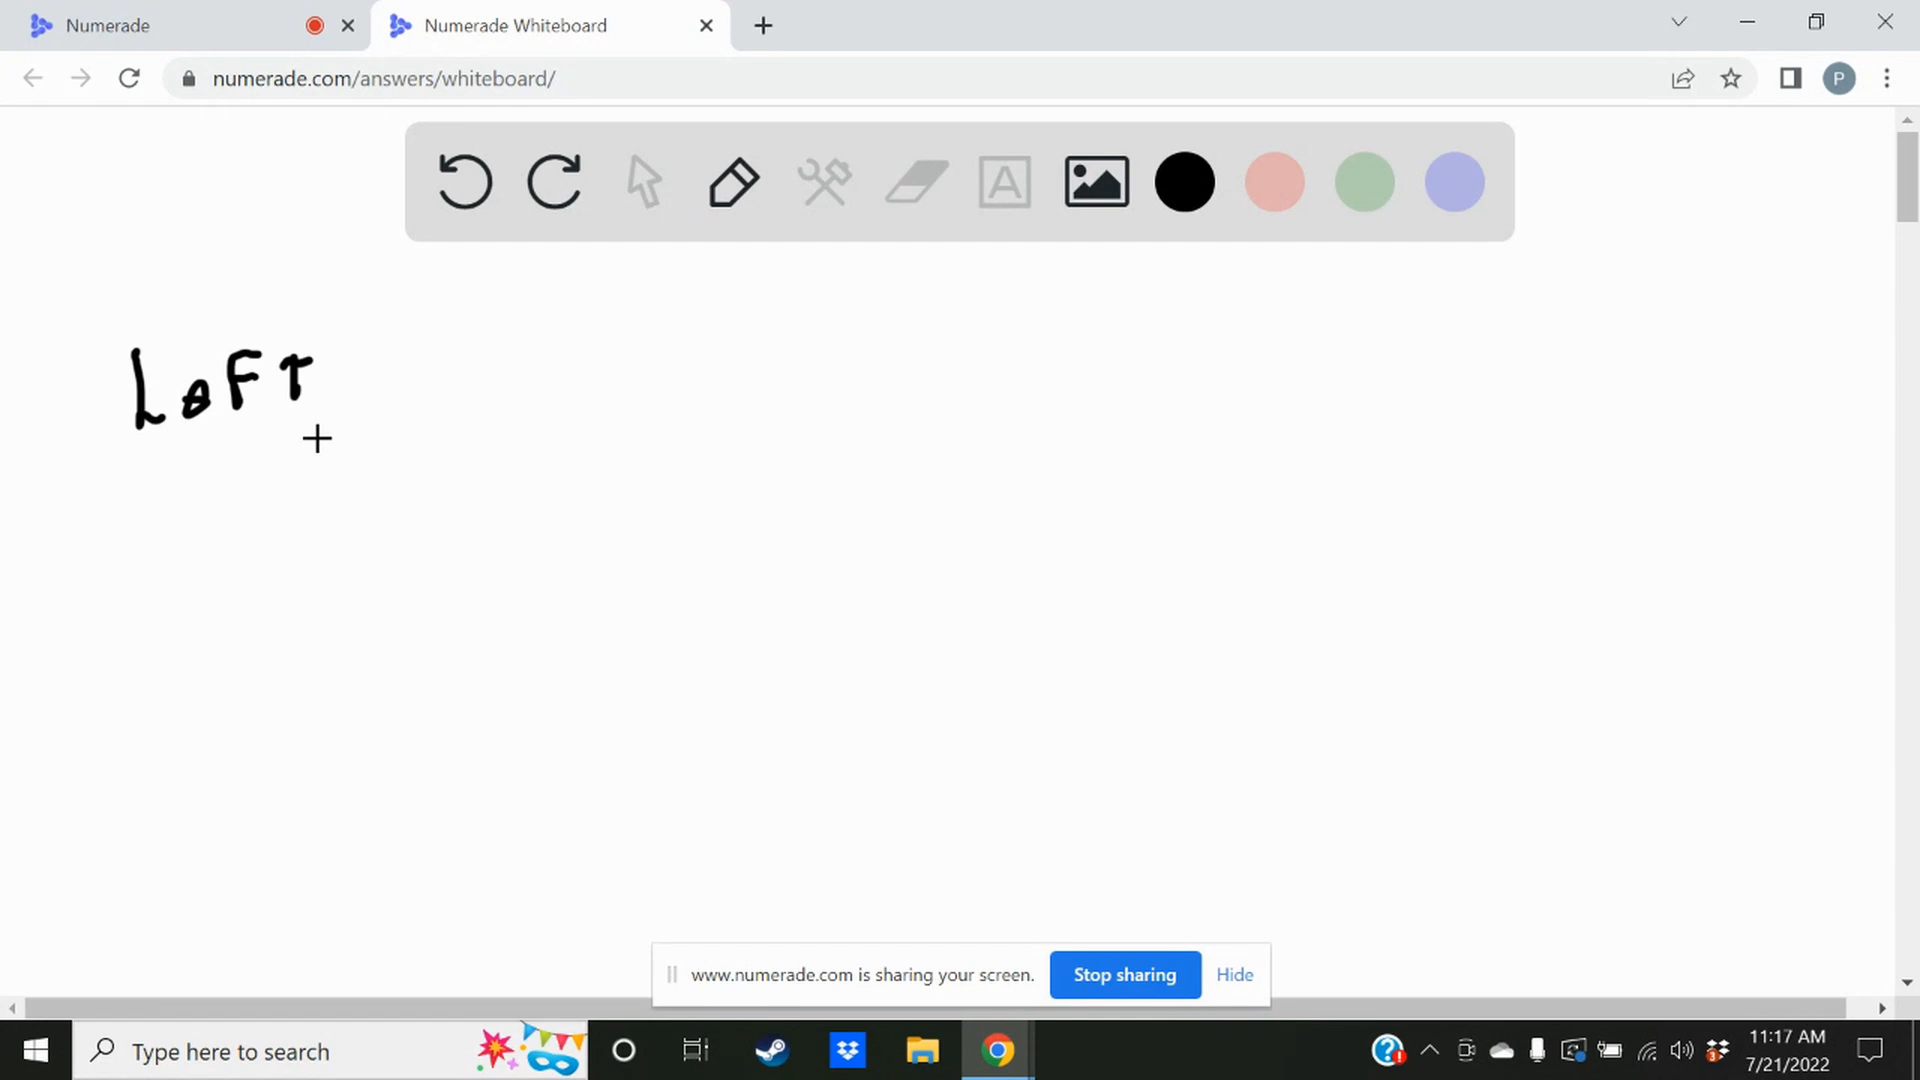 Numerade
Numerade Whiteboard
numerade.com/answers/whiteboard/
P
A
LeFT
www.numerade.com is sharing your screen.
Stop sharing
Hide
Type here to search
11:17 AM
7/21/2022